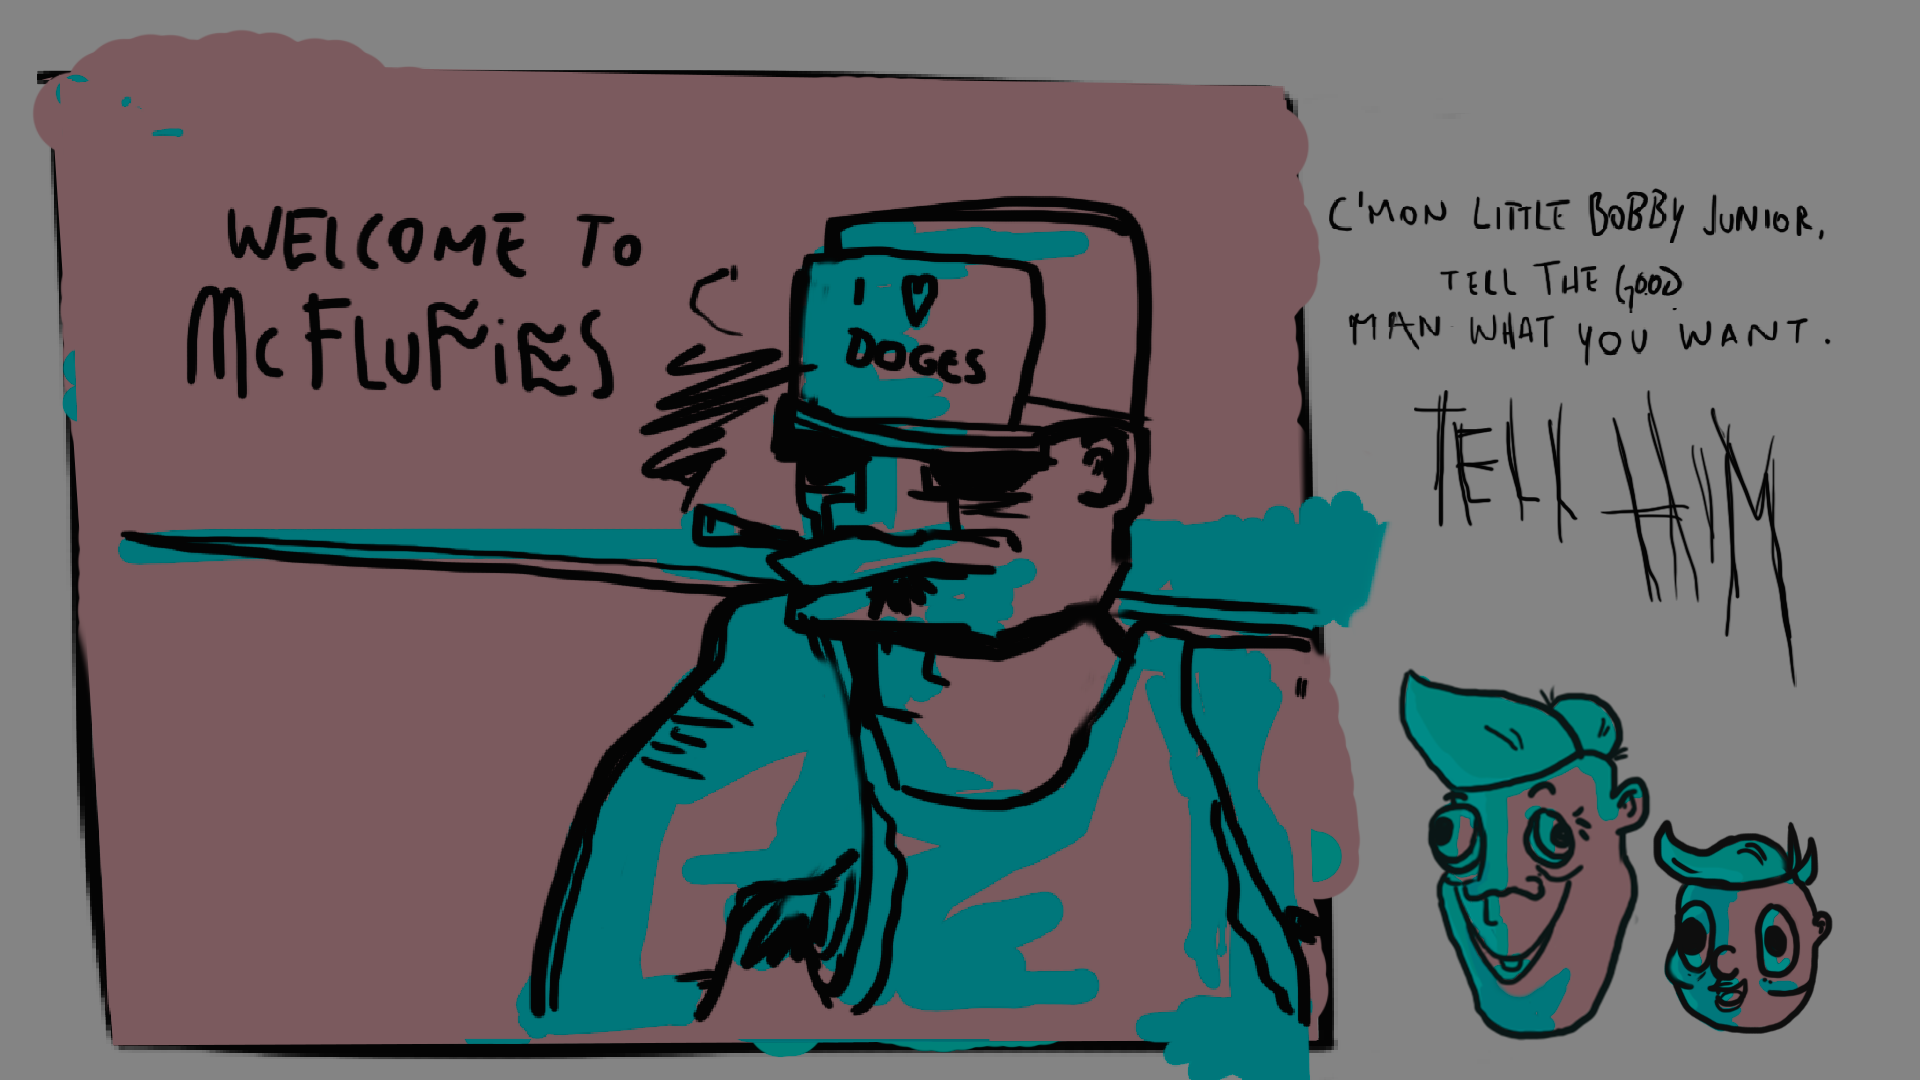 WELCOME TO
McFLUFFiES
I ♥
DOGES
C'MON LITTLE BOBBY JUNIOR,
TELL THE GOOD
MAN WHAT YOU WANT.
TELL HIM